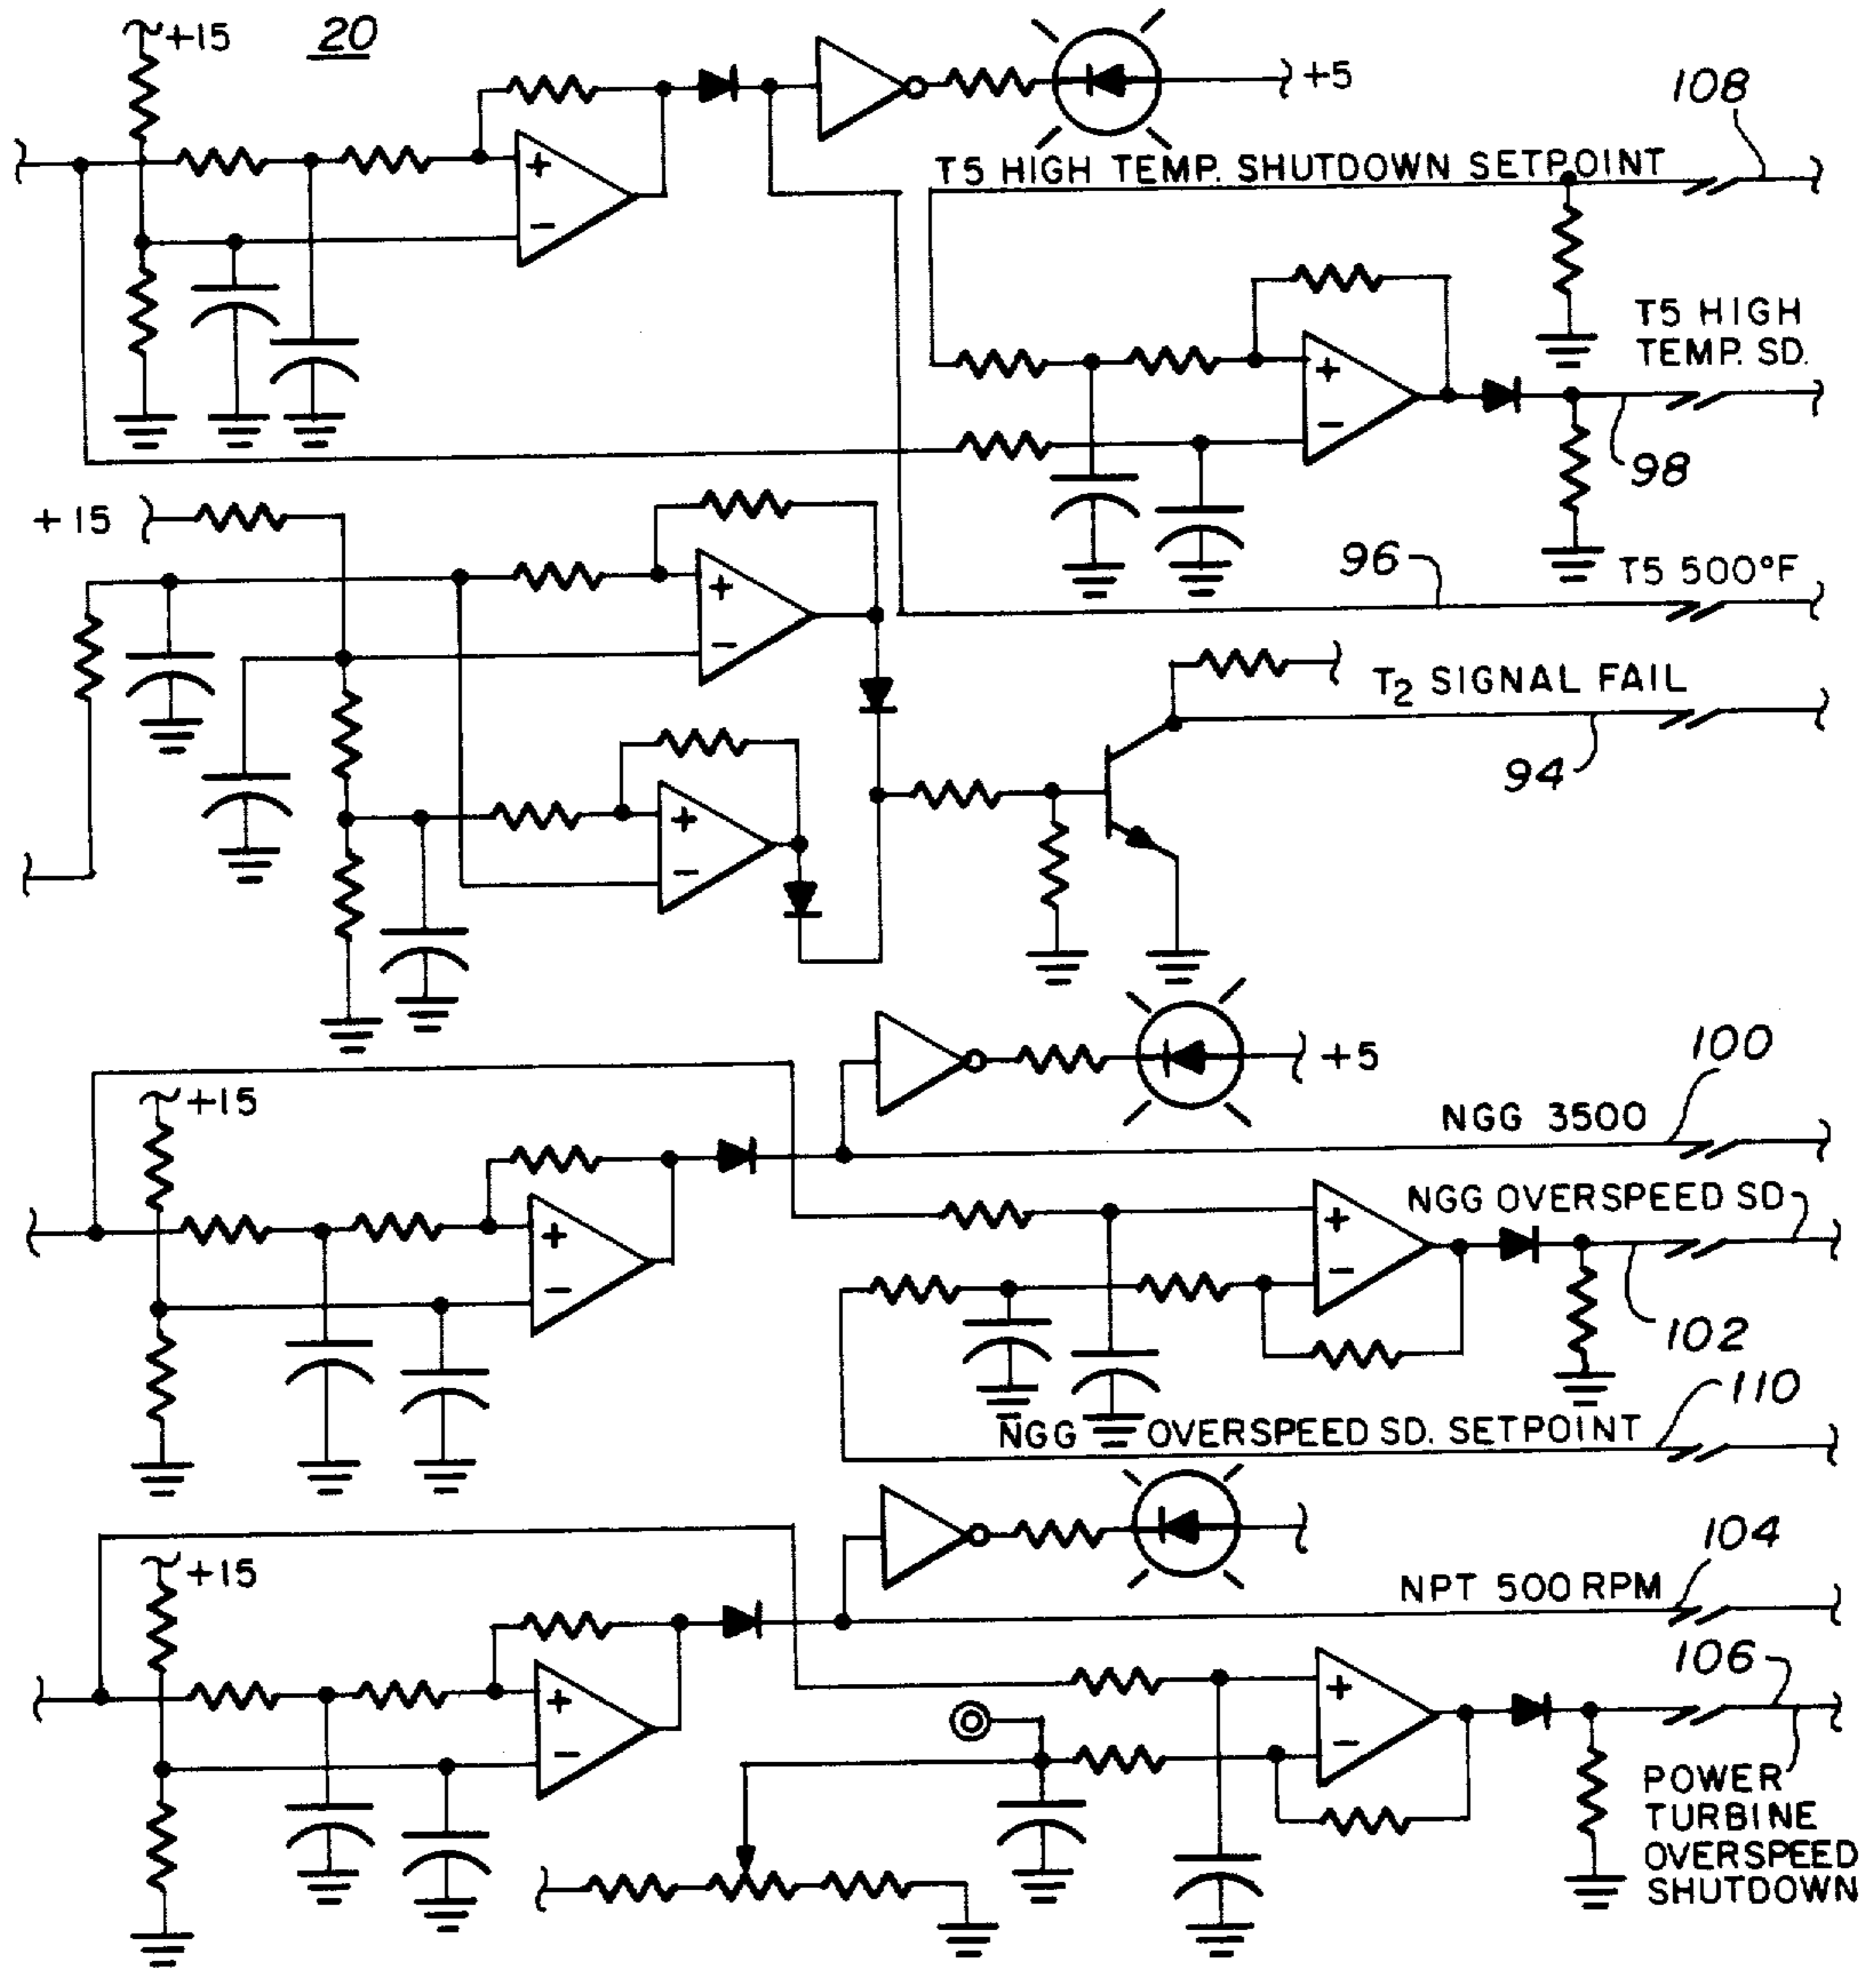 +15
20
+5
108
T5 HIGH TEMP. SHUTDOWN SETPOINT
+
−
T5 HIGH
TEMP. SD.
+
−
98
+15
96
T5 500°F
+
−
T2 SIGNAL FAIL
94
+
−
+5
100
+15
NGG 3500
NGG OVERSPEED SD
+
−
+
−
102
110
NGG OVERSPEED SD. SETPOINT
104
+15
NPT 500 RPM
106
+
−
+
−
POWER
TURBINE
OVERSPEED
SHUTDOWN